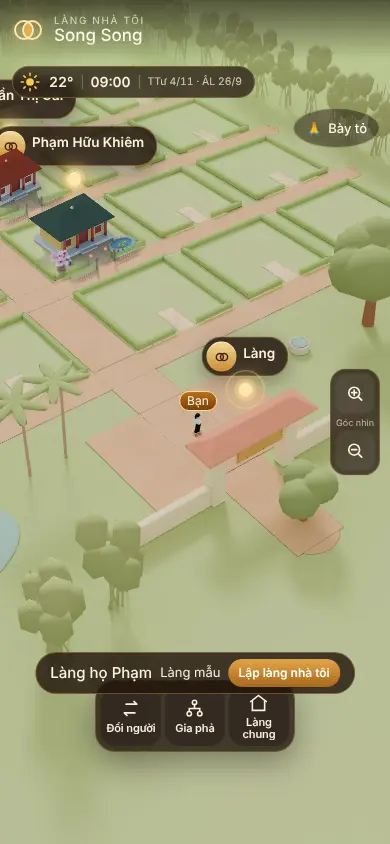 LÀNG NHÀ TÔI
Song Song
22° 09:00 TTư 4/11 · ÂL 26/9
Phạm Hữu Khiêm
Bày tỏ
Làng
Bạn
Góc nhìn
Làng họ Phạm Làng mẫu Lập làng nhà tôi
Đổi người
Gia phả
Làng
chung